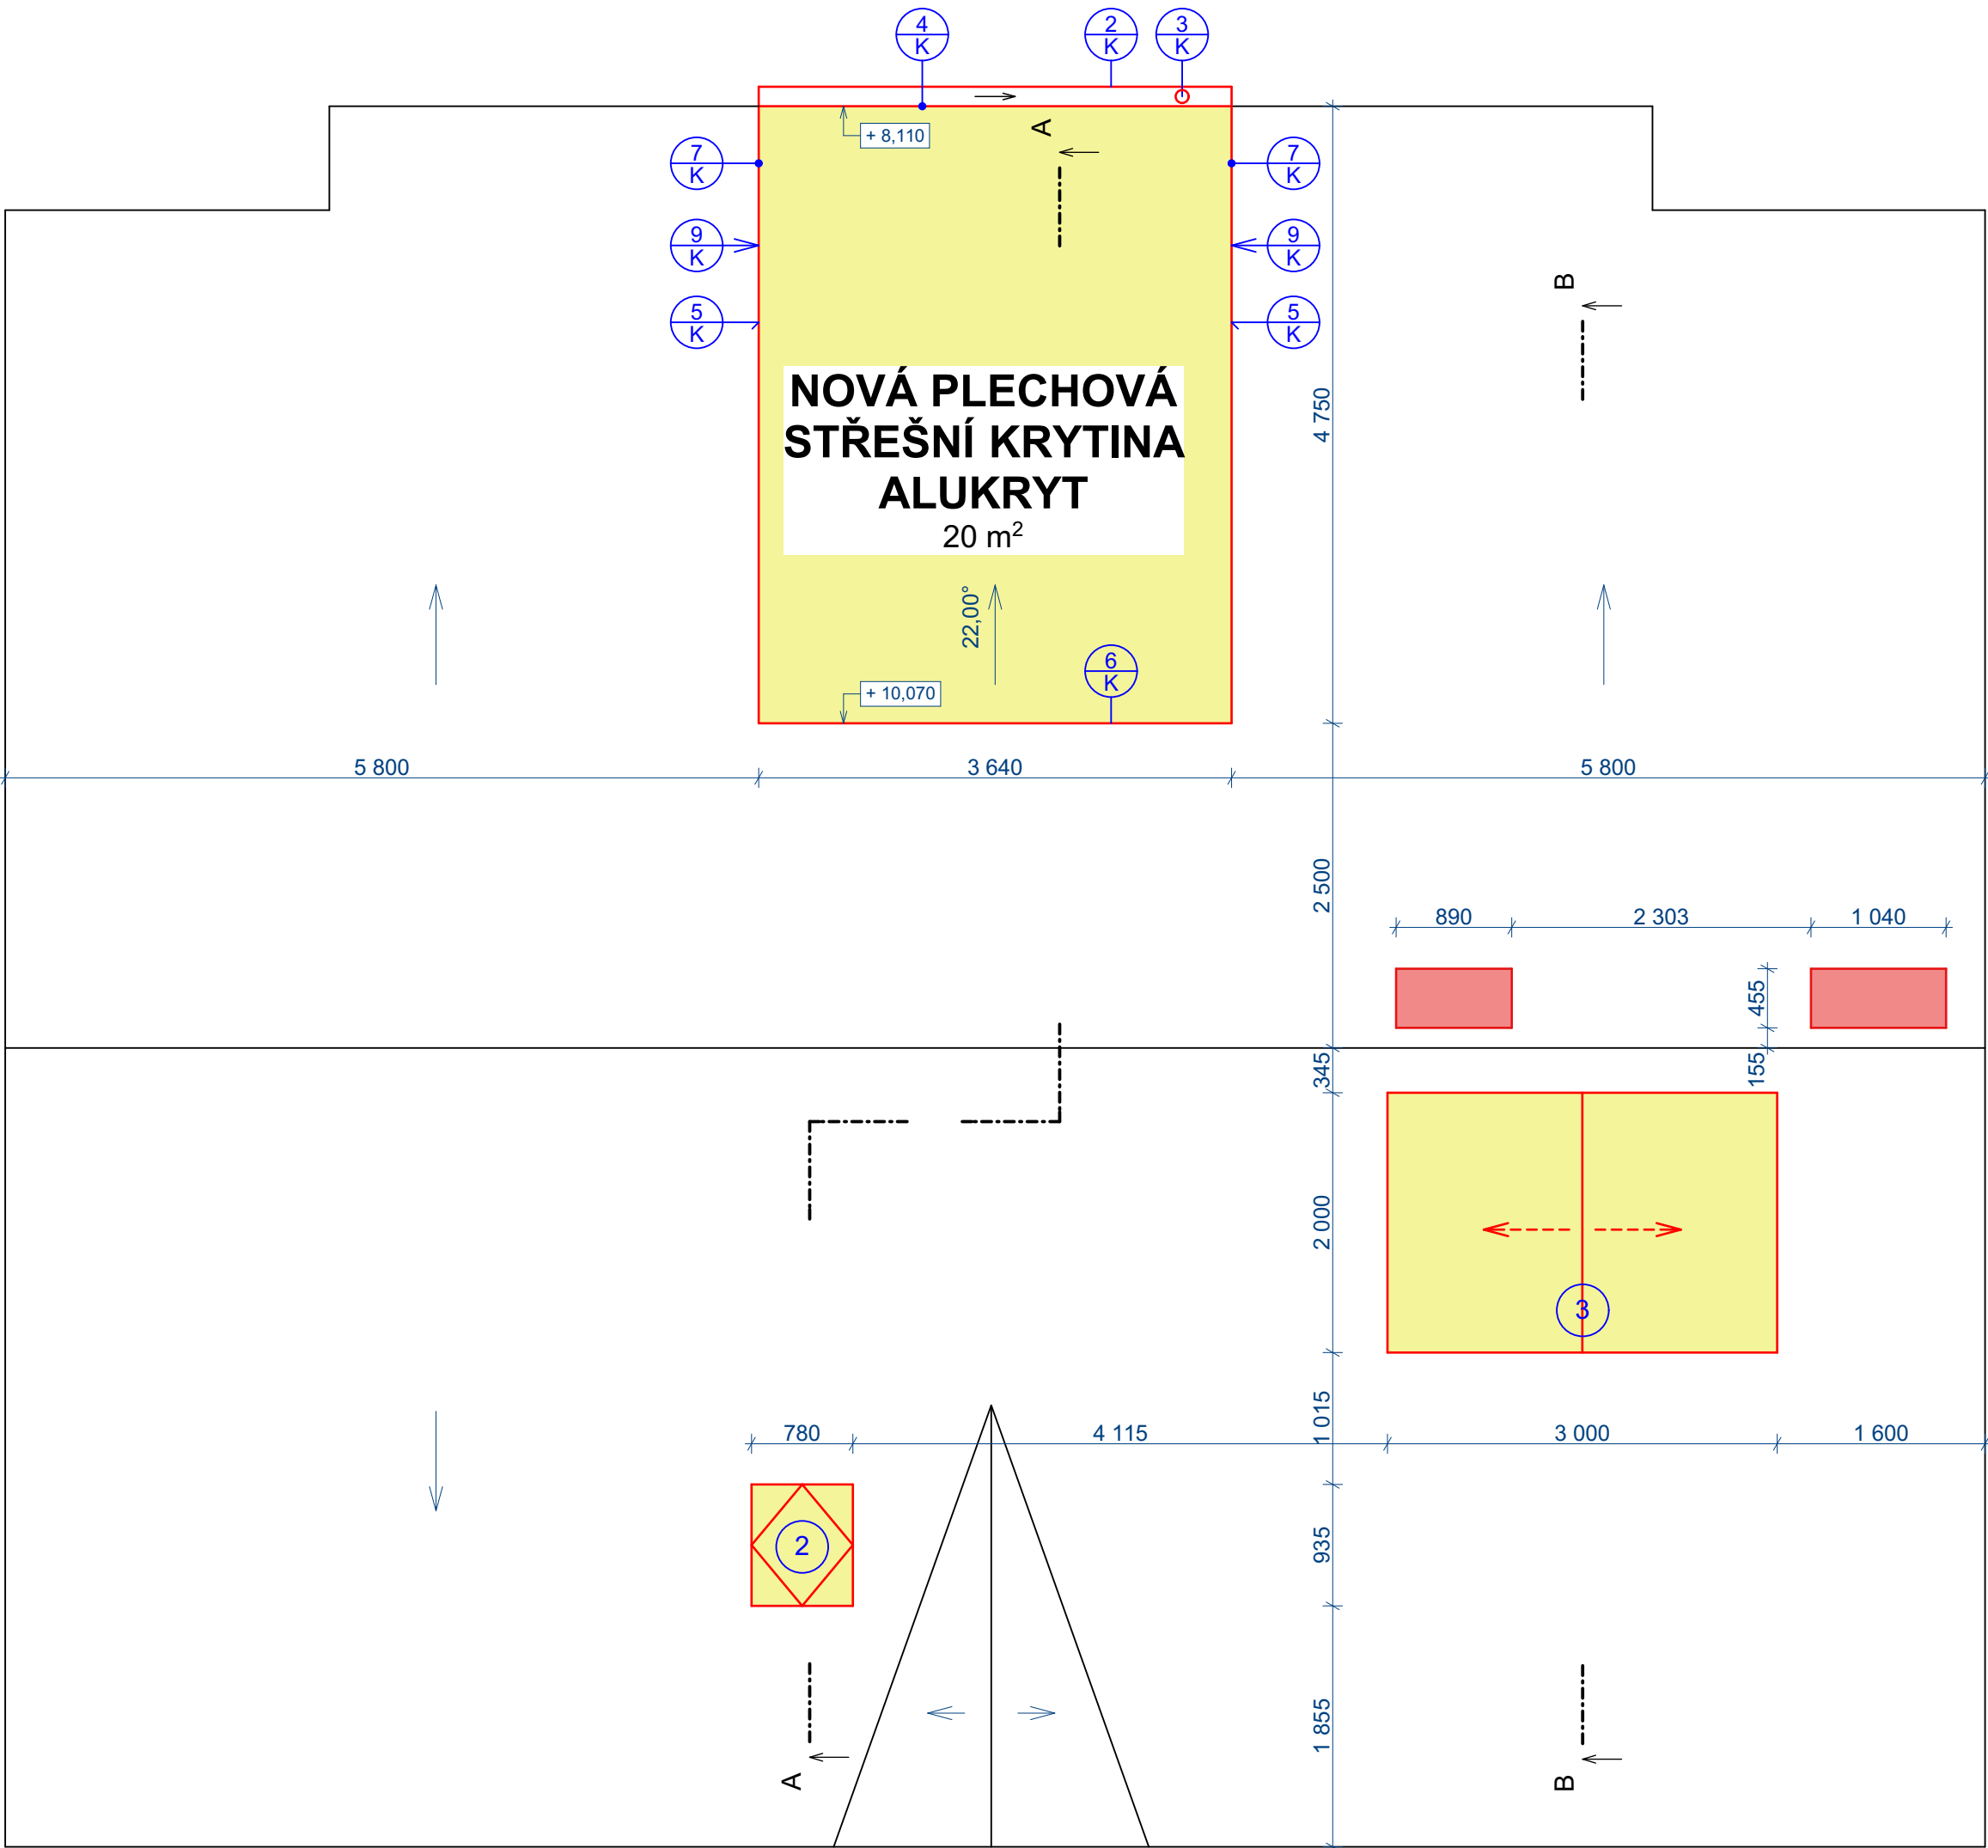 4
K
2
K
3
K
A
+ 8,110
7
K
7
K
9
K
9
K
B
5
K
5
K
NOVÁ PLECHOVÁ
STŘEŠNÍ KRYTINA
ALUKRYT
20 m²
4 750
22,00°
6
K
+ 10,070
5 800
3 640
5 800
2 500
890
2 303
1 040
455
345
155
2 000
3
1 015
780
4 115
3 000
1 600
2
935
1 855
A
B